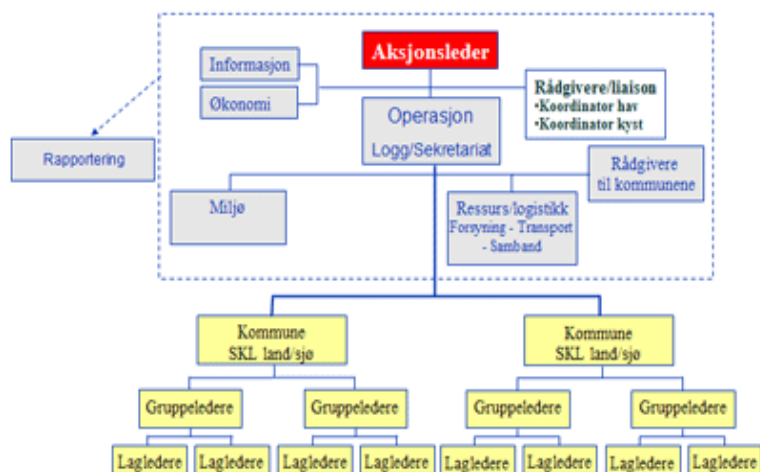 Aksjonsleder
Informasjon
Økonomi
Rådgivere/liaison
•Koordinator hav
•Koordinator kyst
Operasjon
Logg/Sekretariat
Rapportering
Rådgivere
til kommunene
Miljø
Ressurs/logistikk
Forsyning - Transport
- Samband
Kommune
SKL land/sjø
Kommune
SKL land/sjø
Gruppeledere
Gruppeledere
Gruppeledere
Gruppeledere
Lagledere
Lagledere
Lagledere
Lagledere
Lagledere
Lagledere
Lagledere
Lagledere